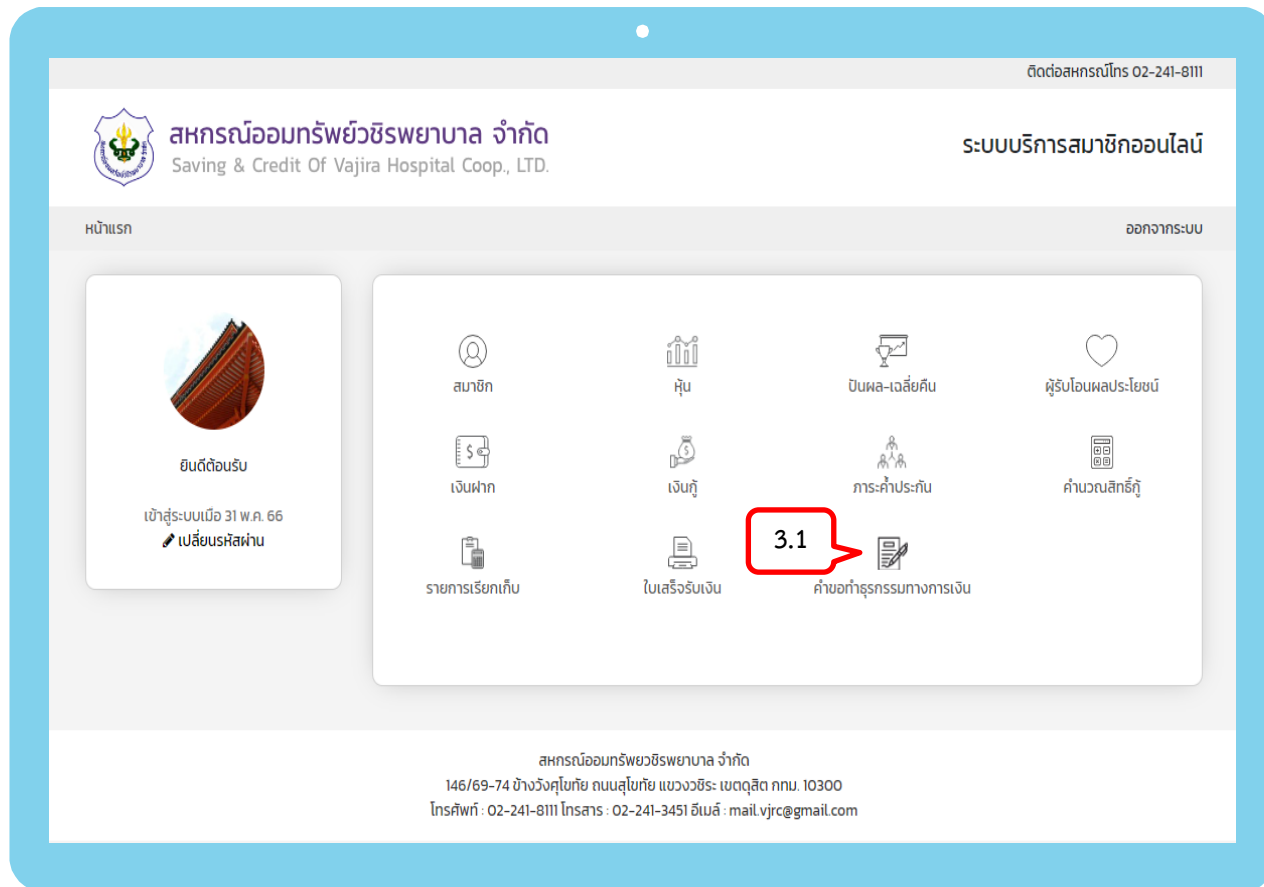 ติดต่อสหกรณ์โทร 02-241-8111
สหกรณ์ออมทรัพย์วชิรพยาบาล จำกัด
Saving & Credit Of Vajira Hospital Coop., LTD.
ระบบบริการสมาชิกออนไลน์
หน้าแรก
ออกจากระบบ
ยินดีต้อนรับ
เข้าสู่ระบบเมื่อ 31 พ.ค. 66
เปลี่ยนรหัสผ่าน
สมาชิก
หุ้น
ปันผล-เฉลี่ยคืน
ผู้รับโอนผลประโยชน์
เงินฝาก
เงินกู้
ภาระค้ำประกัน
คำนวณสิทธิ์กู้
3.1
รายการเรียกเก็บ
ใบเสร็จรับเงิน
คำขอทำธุรกรรมทางการเงิน
สหกรณ์ออมทรัพยวชิรพยาบาล จำกัด
146/69-74 ข้างวังศุโขทัย ถนนสุโขทัย แขวงวชิระ เขตดุสิต กทม. 10300
โทรศัพท์ : 02-241-8111 โทรสาร : 02-241-3451 อีเมล์ : mail.vjrc@gmail.com